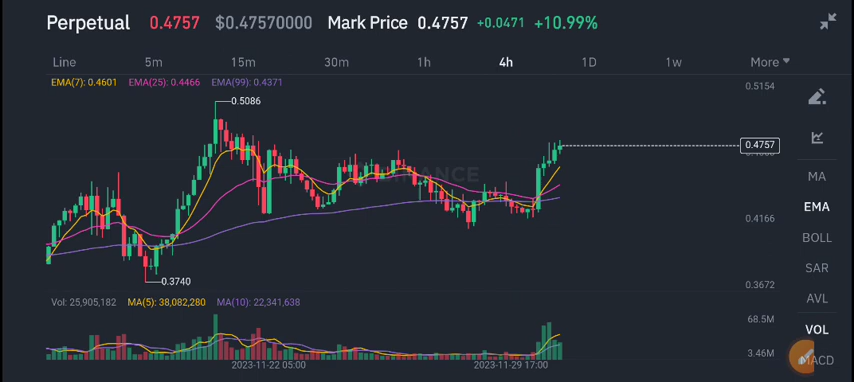 Perpetual 0.4757 $0.47570000 Mark Price 0.4757 +0.0471 +10.99%
Line 5m 15m 30m 1h 4h 1D 1w More
EMA(7): 0.4601 EMA(25): 0.4466 EMA(99): 0.4371
0.5154
0.5086
0.4757
MA
EMA
0.4166
BOLL
SAR
0.3740
0.3672
AVL
Vol: 25,905,182 MA(5): 38,082,280 MA(10): 22,341,638
68.5M
VOL
3.46M
MACD
2023-11-22 05:00 2023-11-29 17:00